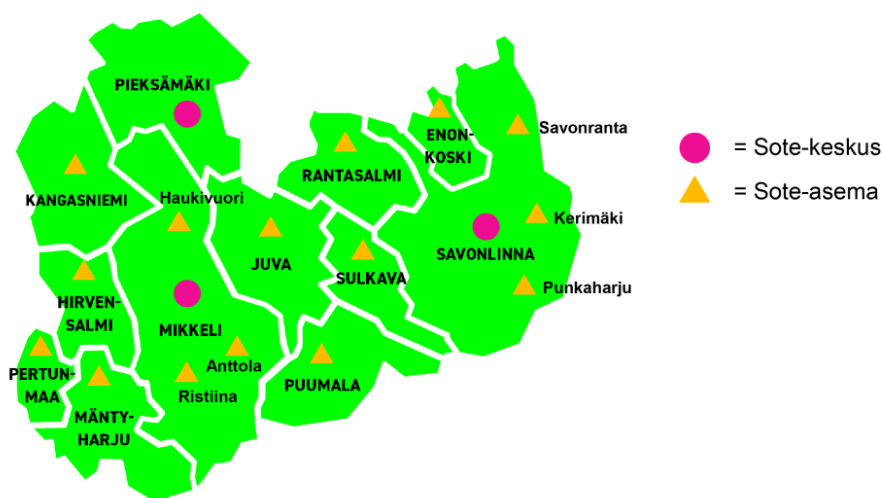 PIEKSÄMÄKI
ENON-
KOSKI
Savonranta
= Sote-keskus
RANTASALMI
= Sote-asema
KANGASNIEMI
Haukivuori
Kerimäki
JUVA
SULKAVA
SAVONLINNA
HIRVEN-
SALMI
Punkaharju
MIKKELI
Anttola
PERTUN-
MAA
Ristiina
PUUMALA
MÄNTY-
HARJU